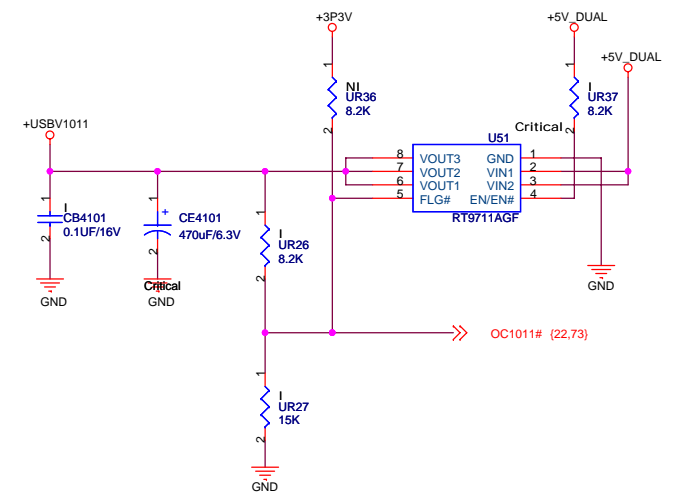 +3P3V
+5V_DUAL
+5V_DUAL
1
NI
UR36
8.2K
2
1
I
UR37
8.2K
2
+USBV1011
Critical
U51
8 VOUT3 GND 1
7 VOUT2 VIN1 2
6 VOUT1 VIN2 3
5 FLG# EN/EN# 4
RT9711AGF
1
I
CB4101
0.1UF/16V
2
GND
1
+
CE4101
470uF/6.3V
2
Critical
GND
1
I
UR26
8.2K
2
GND
OC1011# {22,73}
1
I
UR27
15K
2
GND